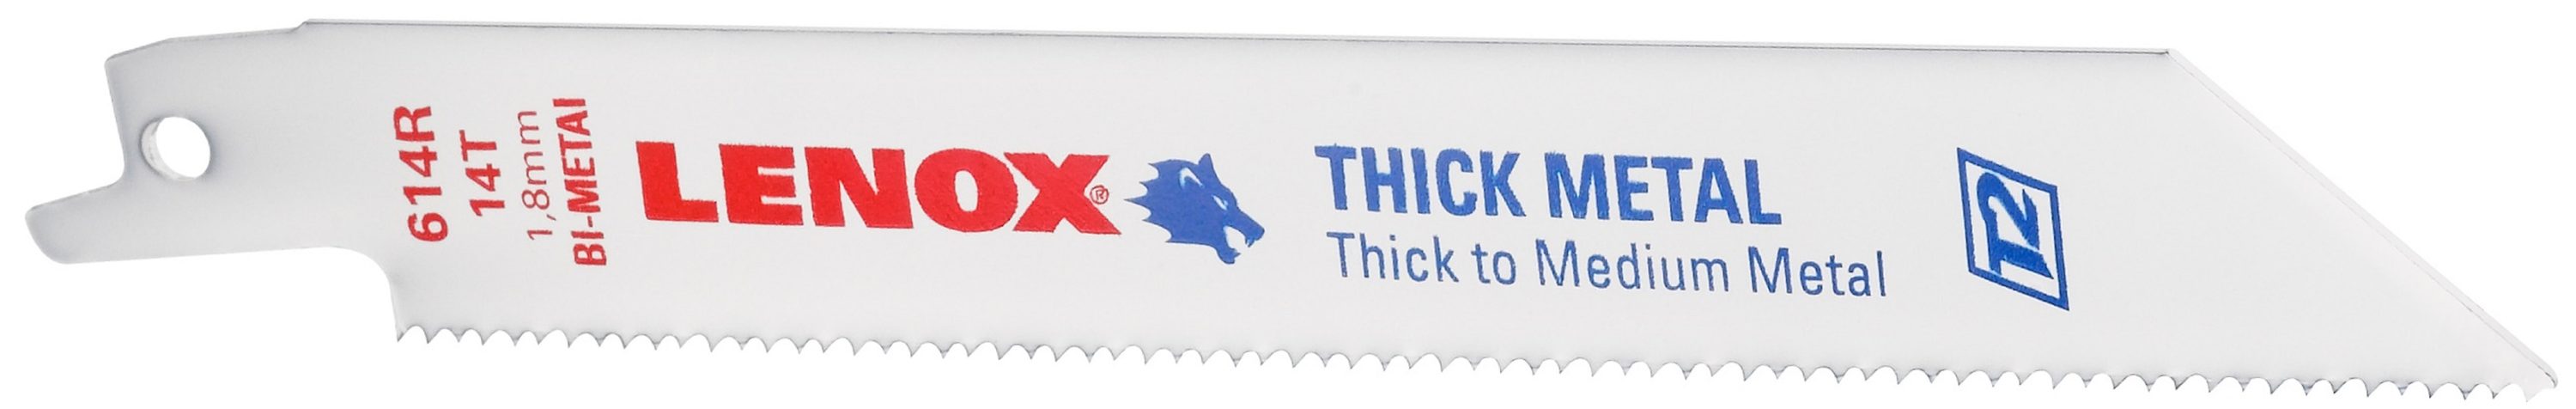 614R
14T
1,8mm
BI-METAl
LENOX®
THICK METAL
Thick to Medium Metal
T2